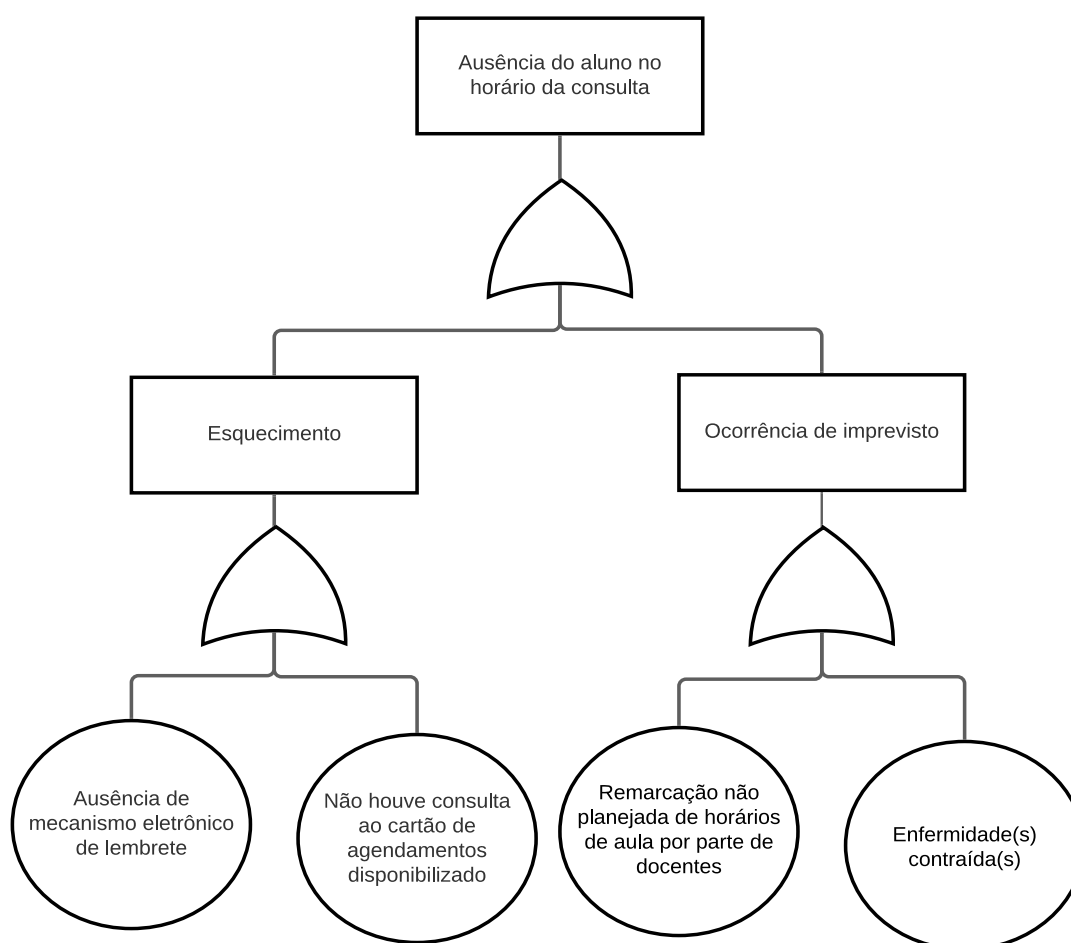 Ausência do aluno no
horário da consulta
Esquecimento
Ocorrência de imprevisto
Ausência de
mecanismo eletrônico
de lembrete
Não houve consulta
ao cartão de
agendamentos
disponibilizado
Remarcação não
planejada de horários
de aula por parte de
docentes
Enfermidade(s)
contraída(s)